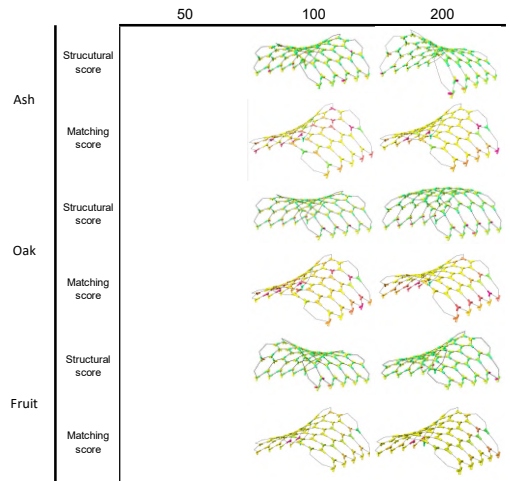 50 100 200
Strucutural
score
Ash
Matching
score
Strucutural
score
Oak
Matching
score
Structural
score
Fruit
Matching
score